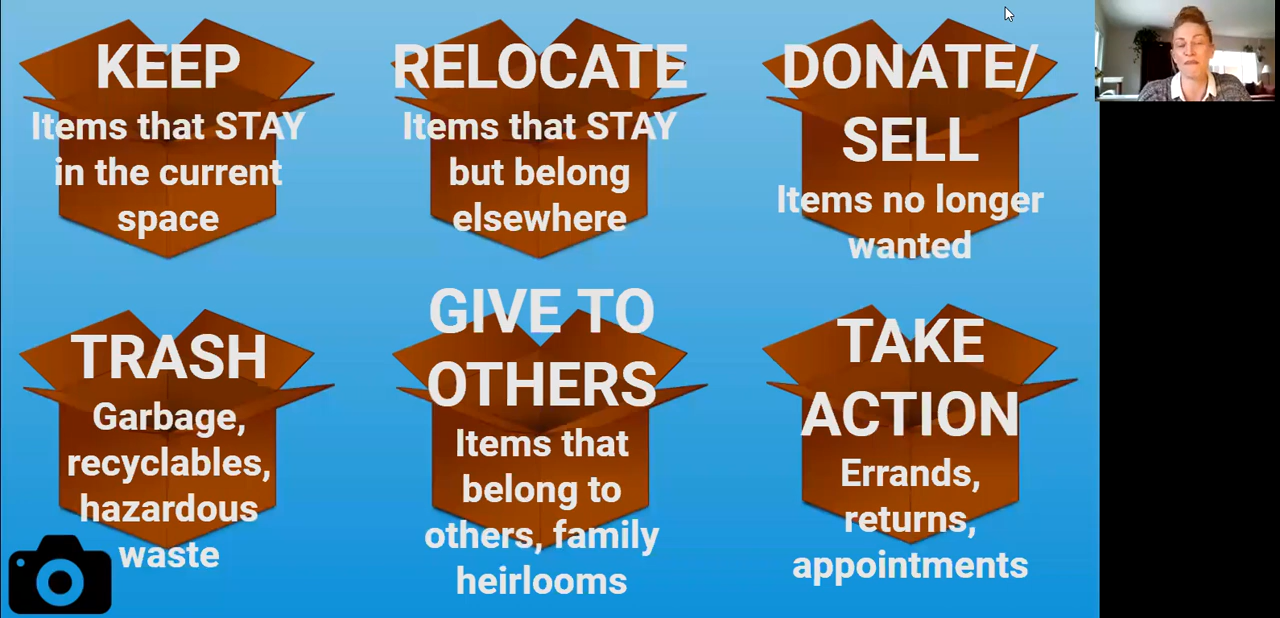 KEEP
Items that STAY
in the current
space
RELOCATE
Items that STAY
but belong
elsewhere
DONATE/
SELL
Items no longer
wanted
TRASH
Garbage,
recyclables,
hazardous
waste
GIVE TO
OTHERS
Items that
belong to
others, family
heirlooms
TAKE
ACTION
Errands,
returns,
appointments